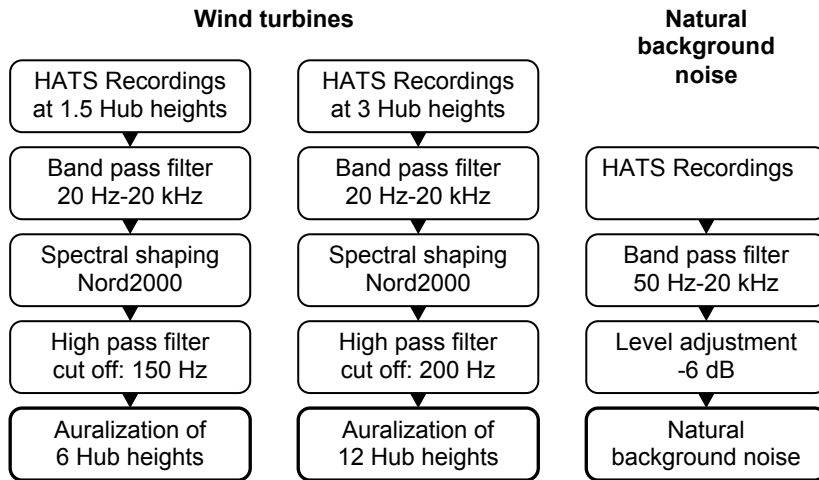 Wind turbines
HATS Recordings
at 1.5 Hub heights
Band pass filter
20 Hz-20 kHz
Spectral shaping
Nord2000
High pass filter
cut off: 150 Hz
Auralization of
6 Hub heights
HATS Recordings
at 3 Hub heights
Band pass filter
20 Hz-20 kHz
Spectral shaping
Nord2000
High pass filter
cut off: 200 Hz
Auralization of
12 Hub heights
Natural
background
noise
HATS Recordings
Band pass filter
50 Hz-20 kHz
Level adjustment
-6 dB
Natural
background noise